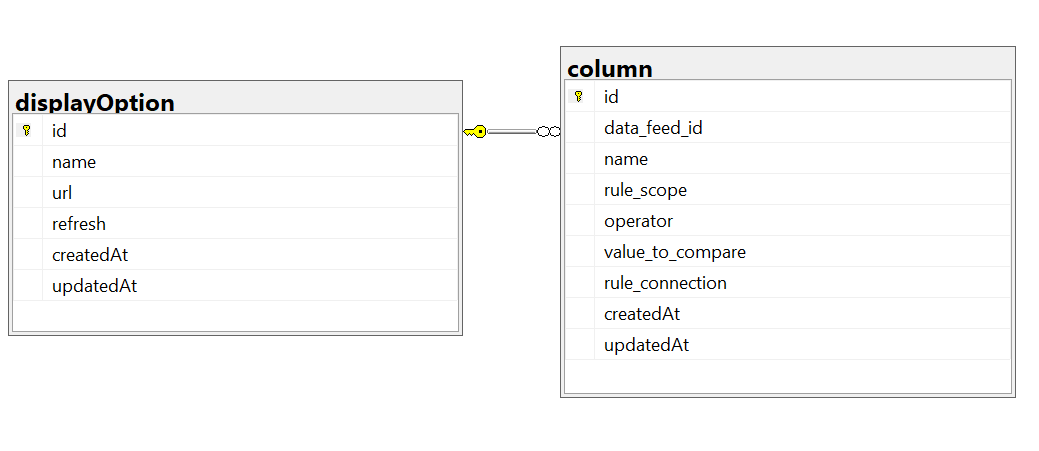 displayOption
id
name
url
refresh
createdAt
updatedAt
column
id
data_feed_id
name
rule_scope
operator
value_to_compare
rule_connection
createdAt
updatedAt